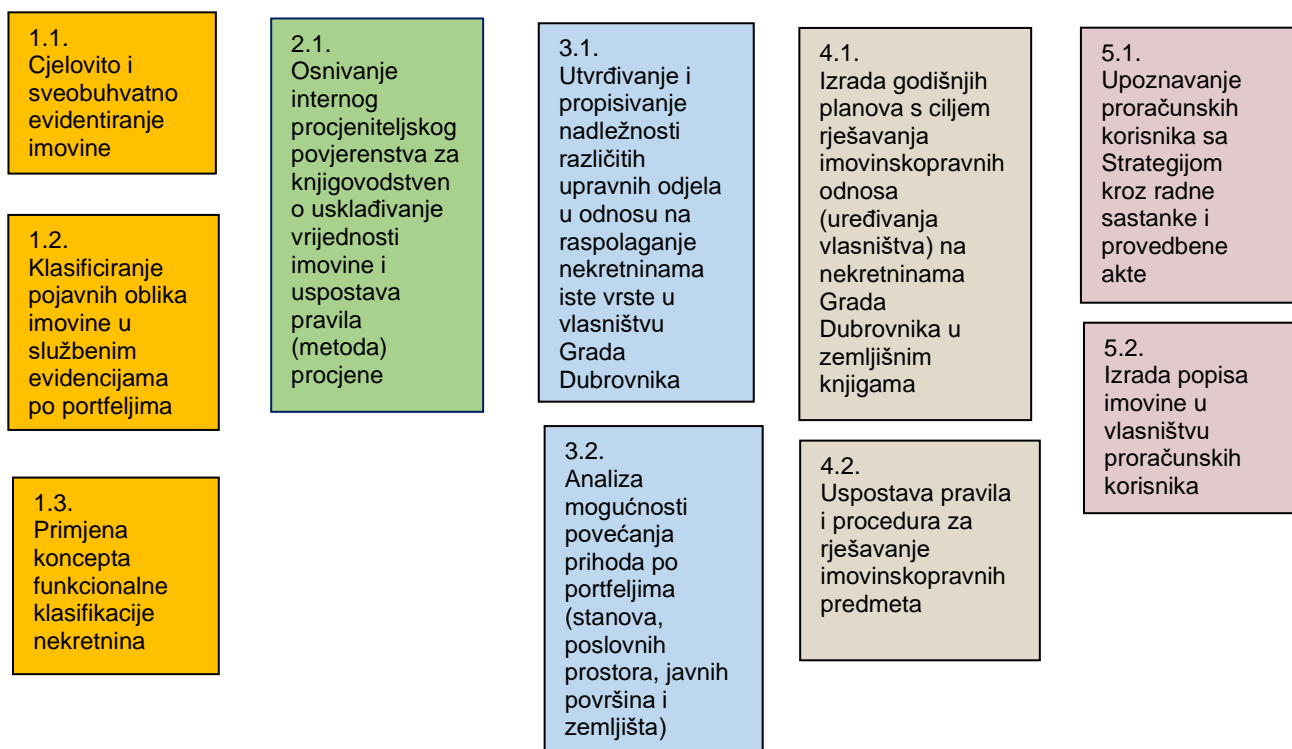 1.1.
Cjelovito i
sveobuhvatno
evidentiranje
imovine
1.2.
Klasificiranje
pojavnih oblika
imovine u
službenim
evidencijama
po portfeljima
1.3.
Primjena
koncepta
funkcionalne
klasifikacije
nekretnina
2.1.
Osnivanje
internog
procjeniteljskog
povjerenstva za
knjigovodstven
o usklađivanje
vrijednosti
imovine i
uspostava
pravila
(metoda)
procjene
3.1.
Utvrđivanje i
propisivanje
nadležnosti
različitih
upravnih odjela
u odnosu na
raspolaganje
nekretninama
iste vrste u
vlasništvu
Grada
Dubrovnika
3.2.
Analiza
mogućnosti
povećanja
prihoda po
portfeljima
(stanova,
poslovnih
prostora, javnih
površina i
zemljišta)
4.1.
Izrada godišnjih
planova s ciljem
rješavanja
imovinskopravnih
odnosa
(uređivanja
vlasništva) na
nekretninama
Grada
Dubrovnika u
zemljišnim
knjigama
4.2.
Uspostava pravila
i procedura za
rješavanje
imovinskopravnih
predmeta
5.1.
Upoznavanje
proračunskih
korisnika sa
Strategijom
kroz radne
sastanke i
provedbene
akte
5.2.
Izrada popisa
imovine u
vlasništvu
proračunskih
korisnika